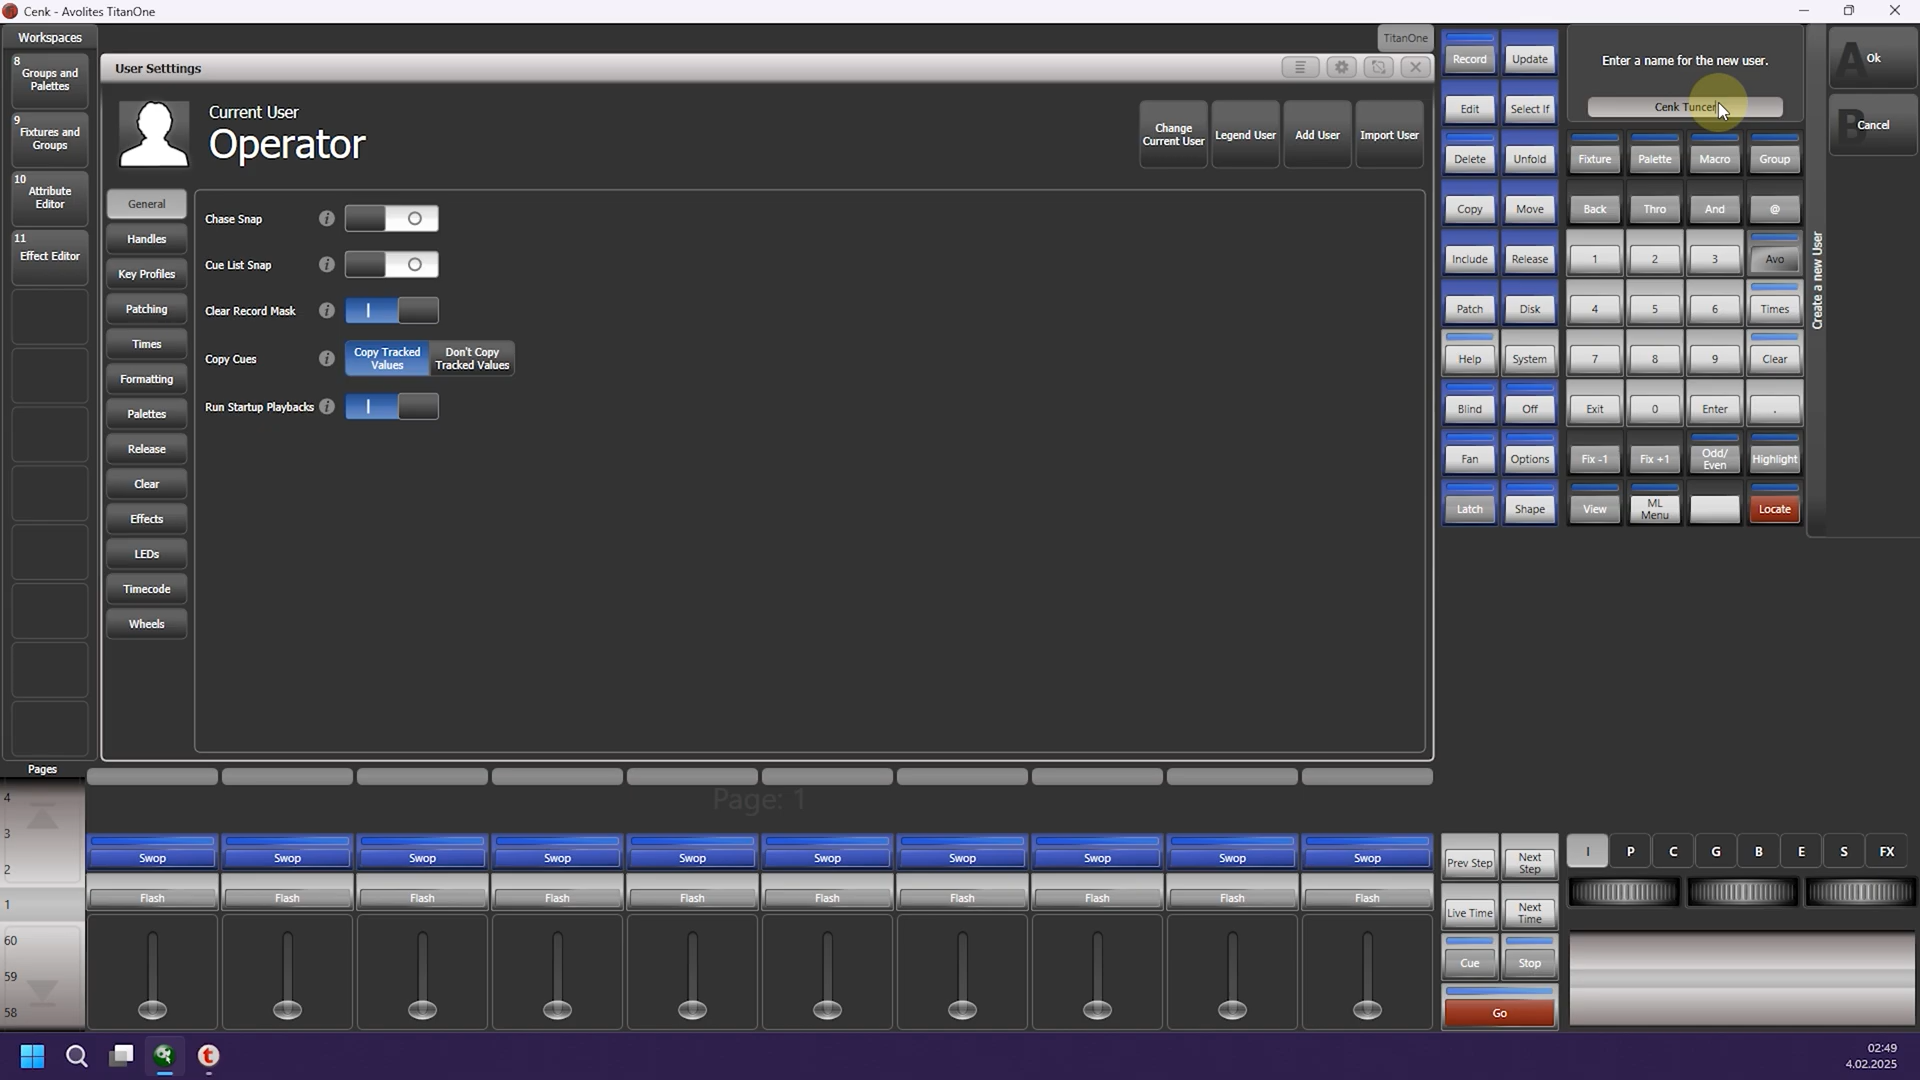 Cenk - Avolites TitanOne
Workspaces
8
Groups and
Palettes
9
Fixtures and
Groups
10
Attribute
Editor
11
Effect Editor
TitanOne
User Setttings
Current User
Operator
Change
Current User
Legend User
Add User
Import User
General
Handles
Key Profiles
Patching
Times
Formatting
Palettes
Release
Clear
Effects
LEDs
Timecode
Wheels
Chase Snap
Cue List Snap
Clear Record Mask
Copy Cues
Copy Tracked
Values
Don't Copy
Tracked Values
Run Startup Playbacks
Record
Update
Edit
Select If
Delete
Unfold
Copy
Move
Include
Release
Patch
Disk
Help
System
Blind
Off
Fan
Options
Latch
Shape
Enter a name for the new user.
Cenk Tuncer
Fixture
Palette
Macro
Group
Back
Thro
And
@
1
2
3
Avo
4
5
6
Times
7
8
9
Clear
Exit
0
Enter
.
Fix -1
Fix +1
Odd/
Even
Highlight
View
ML
Menu
Locate
Create a new User
A
Ok
B
Cancel
Pages
4
3
2
1
60
59
58
Page: 1
Swop
Swop
Swop
Swop
Swop
Swop
Swop
Swop
Swop
Swop
Flash
Flash
Flash
Flash
Flash
Flash
Flash
Flash
Flash
Flash
Prev Step
Next
Step
Live Time
Next
Time
Cue
Stop
Go
I
P
C
G
B
E
S
FX
02:49
4.02.2025